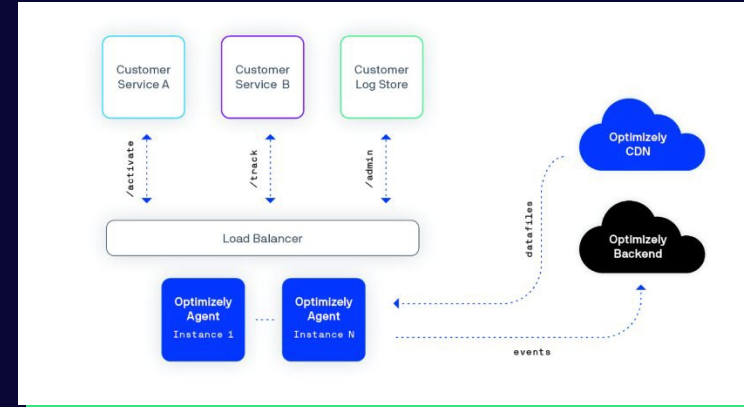 Customer
Service A
Customer
Service B
Customer
Log Store
/activate
/track
/admin
Load Balancer
Optimizely
Agent
Instance 1
Optimizely
Agent
Instance N
datafiles
events
Optimizely
CDN
Optimizely
Backend